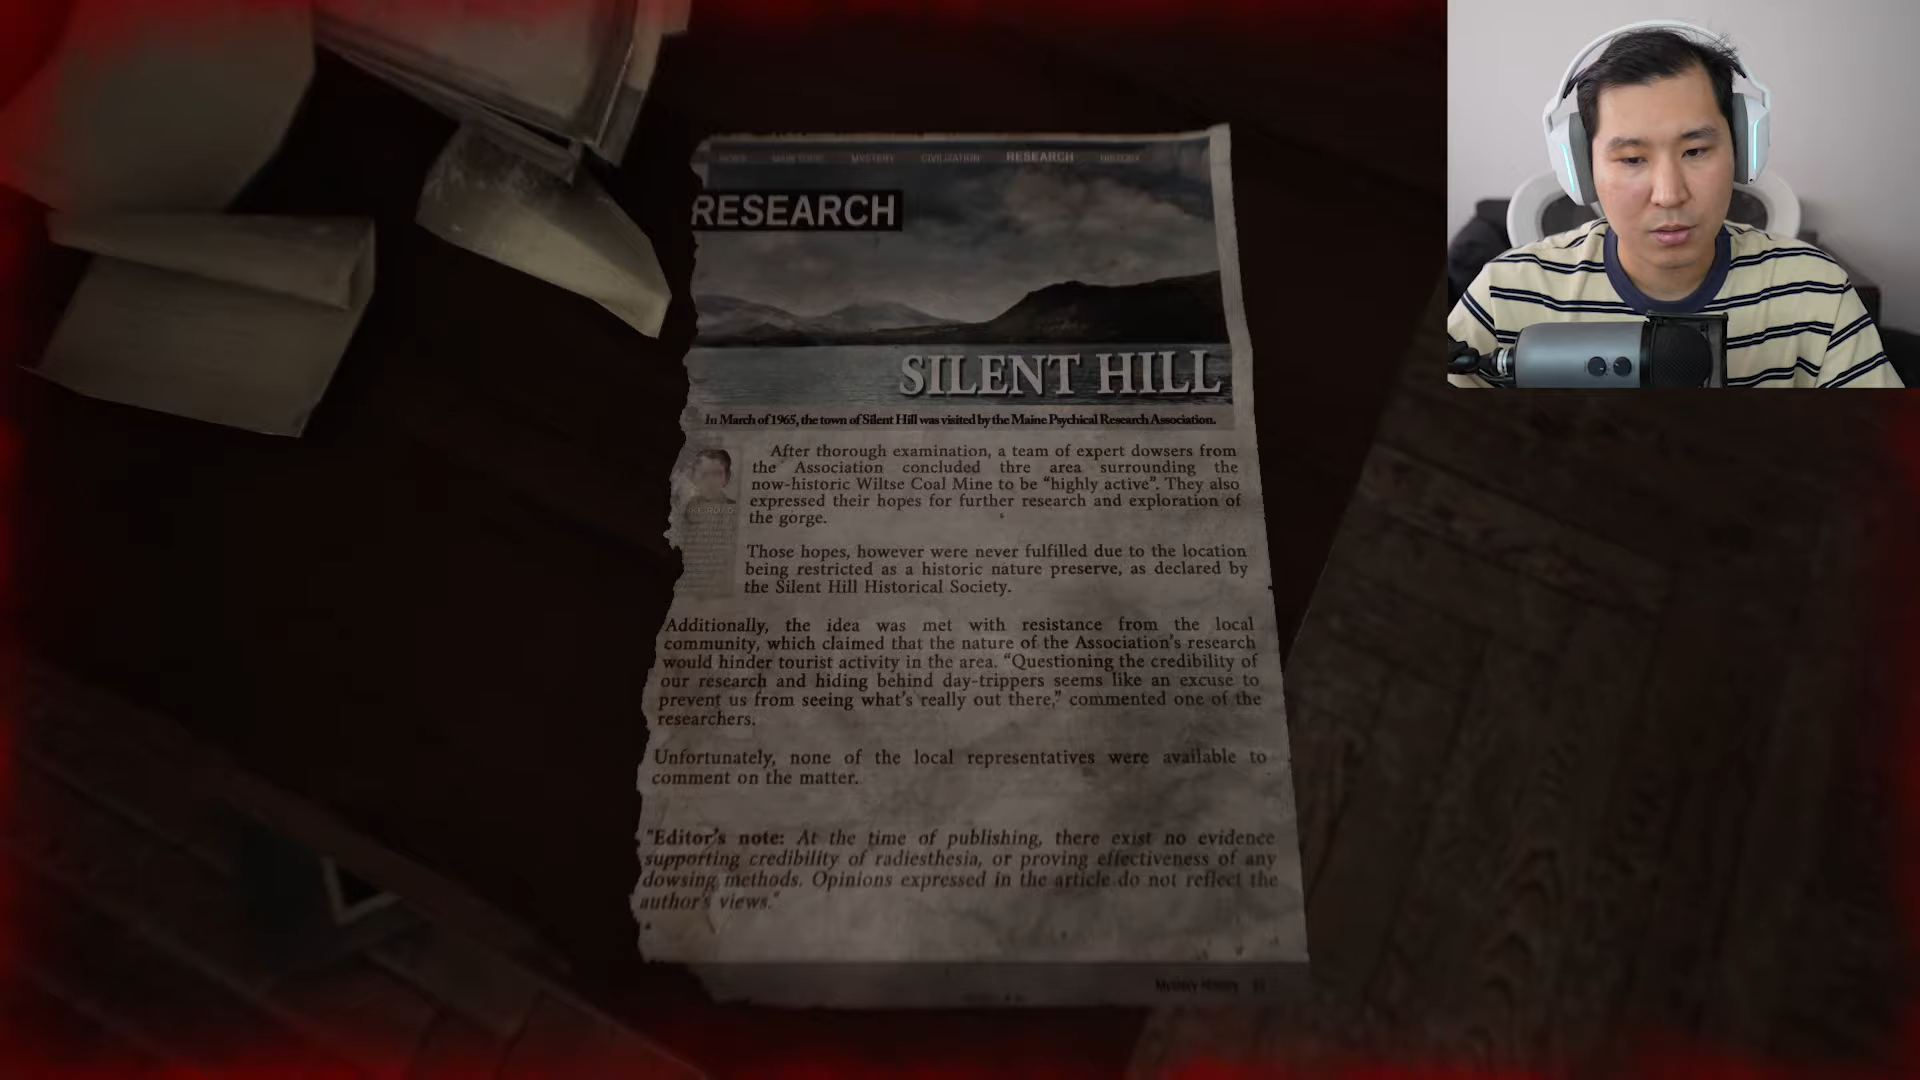 NEWS MAIN TOPIC MYSTERY CIVILIZATION RESEARCH HISTORY
RESEARCH
SILENT HILL
In March of 1965, the town of Silent Hill was visited by the Maine Psychical Research Association.
After thorough examination, a team of expert dowsers from
the Association concluded thre area surrounding the
now-historic Wiltse Coal Mine to be “highly active”. They also
expressed their hopes for further research and exploration of
the gorge.
Those hopes, however were never fulfilled due to the location
being restricted as a historic nature preserve, as declared by
the Silent Hill Historical Society.
Additionally, the idea was met with resistance from the local
community, which claimed that the nature of the Association's research
would hinder tourist activity in the area. “Questioning the credibility of
our research and hiding behind day-trippers seems like an excuse to
prevent us from seeing what's really out there,” commented one of the
researchers.
Unfortunately, none of the local representatives were available to
comment on the matter.
"Editor's note: At the time of publishing, there exist no evidence
supporting credibility of radiesthesia, or proving effectiveness of any
dowsing methods. Opinions expressed in the article do not reflect the
author's views."
Mystery History